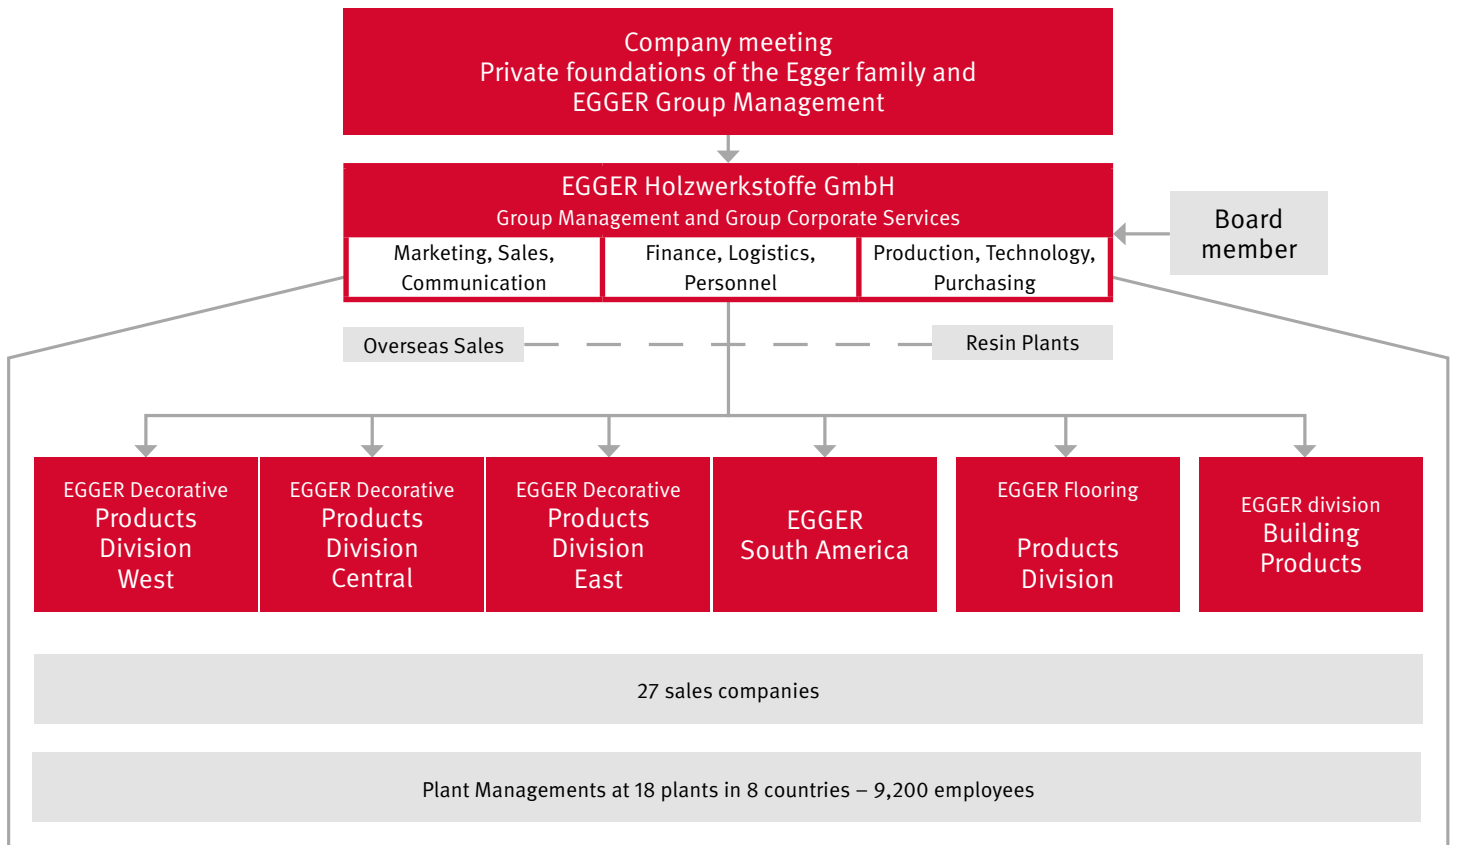 Company meeting
Private foundations of the Egger family and
EGGER Group Management
EGGER Holzwerkstoffe GmbH
Group Management and Group Corporate Services
Marketing, Sales,
Communication
Finance, Logistics,
Personnel
Production, Technology,
Purchasing
Board
member
Overseas Sales
Resin Plants
EGGER Decorative
Products
Division
West
EGGER Decorative
Products
Division
Central
EGGER Decorative
Products
Division
East
EGGER
South America
EGGER Flooring
Products
Division
EGGER division
Building
Products
27 sales companies
Plant Managements at 18 plants in 8 countries – 9,200 employees